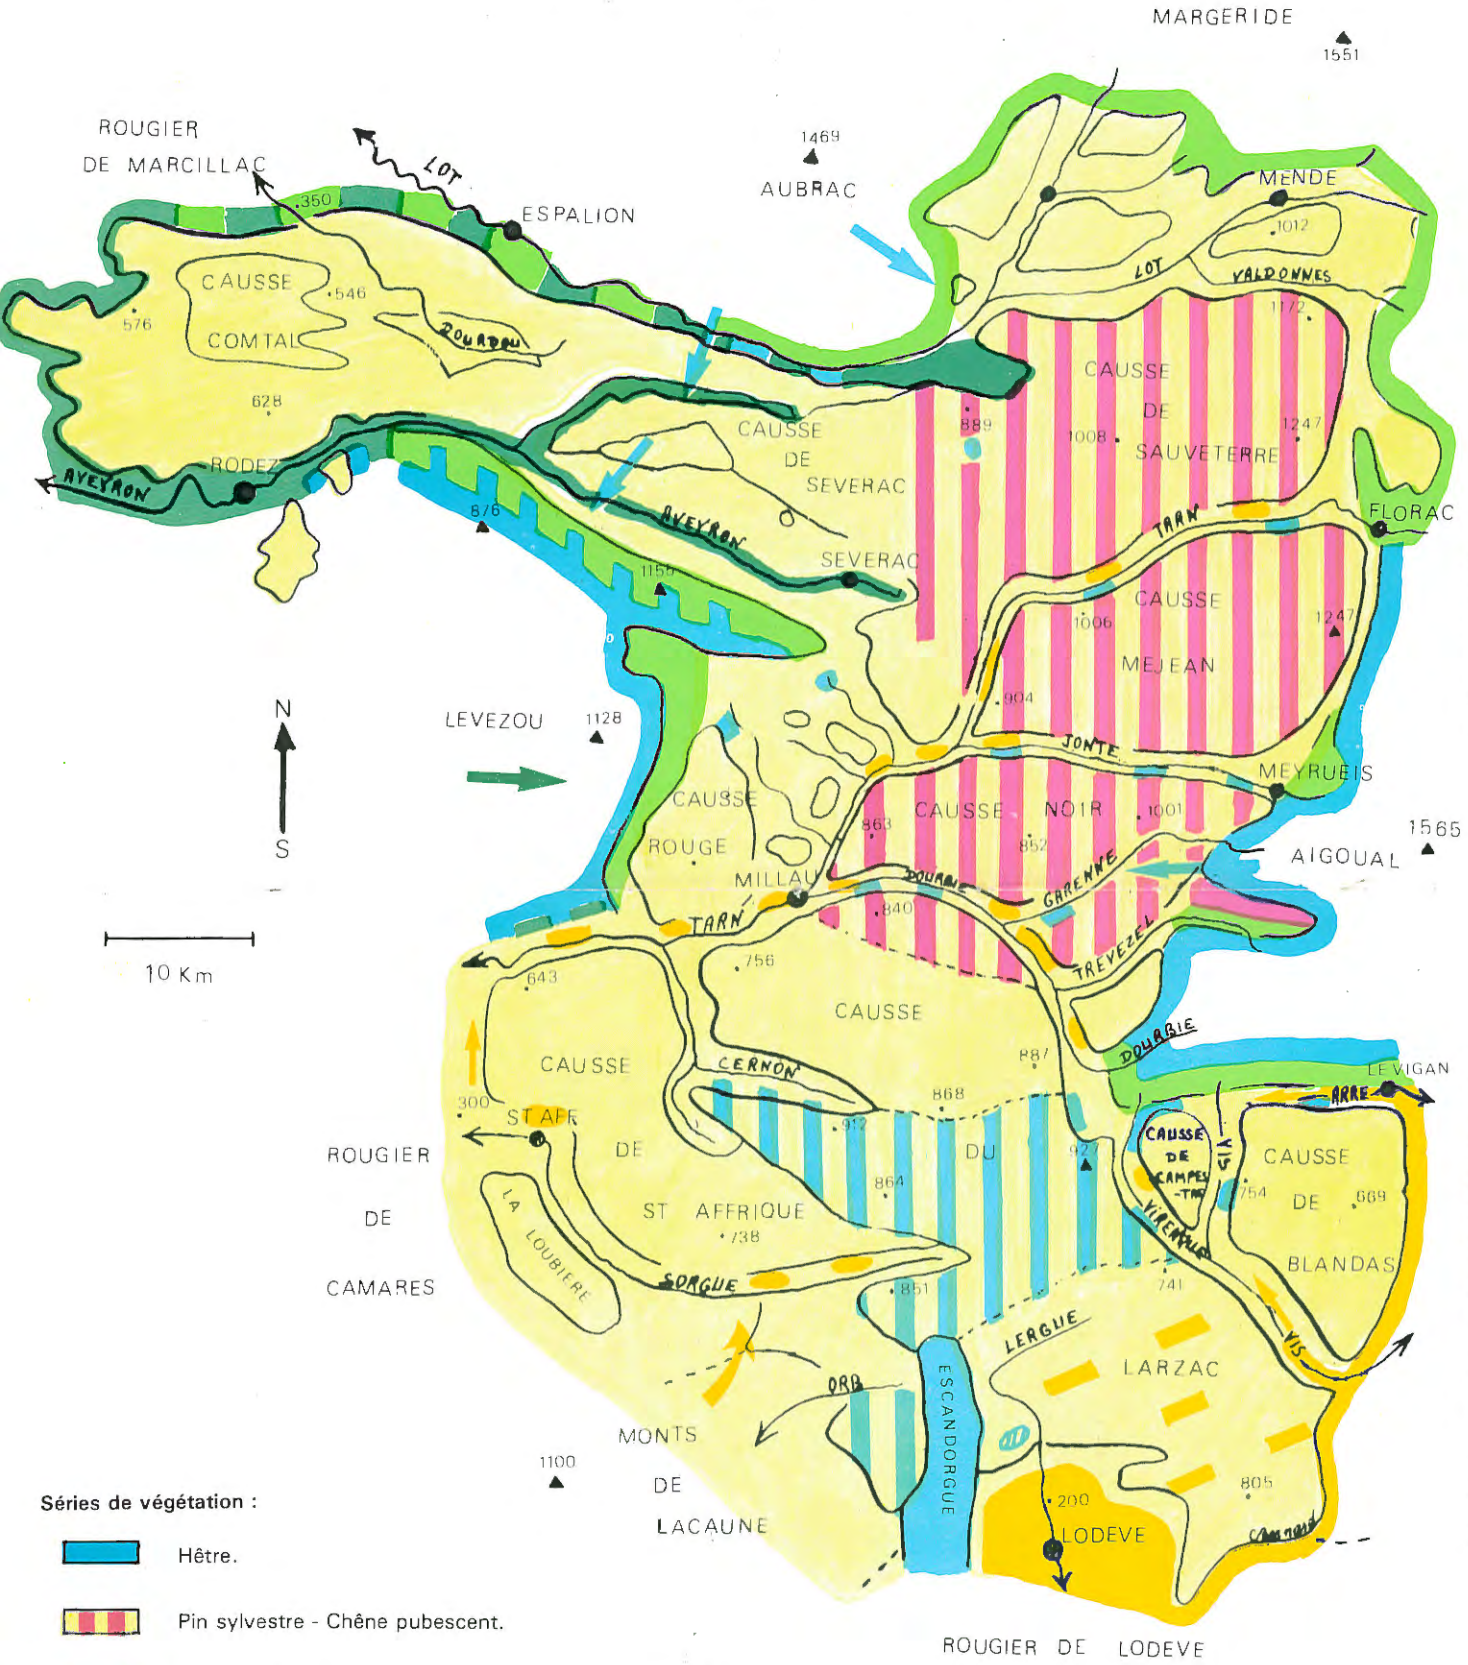 MARGERIDE
1551
ROUGIER
DE MARCILLAC
LOT
1469
AUBRAC
350
ESPALION
MENDE
1012
CAUSSE
COMTAL
546
576
DOURDOU
LOT
VALDONNES
1172
628
CAUSSE
DE
SAUVETERRE
889
1008
1247
CAUSSE
DE
SEVERAC
RODEZ
AVEYRON
876
AVEYRON
TARN
FLORAC
SEVERAC
1155
CAUSSE
MEJEAN
1006
1247
904
N
S
LEVEZOU
1128
JONTE
MEYRUEIS
CAUSSE
ROUGE
CAUSSE NOIR
1001
863
852
1565
AIGOUAL
MILLAU
DOURBIE
GARENNE
840
TARN
TREVEZEL
10 Km
643
756
CAUSSE
DOURBIE
CAUSSE
CERNON
887
LE VIGAN
ARRE
868
300
ST AFF
912
DU
927
CAUSSE
DE
CAMPES
-TRE
VIS
CAUSSE
DE
BLANDAS
754
669
ROUGIER
DE
CAMARES
DE
ST AFFRIQUE
738
864
LA LOUBIERE
VIRENQUE
SORGUE
851
741
LERGUE
LARZAC
VIS
ORB
ESCANDORGUE
MONTS
DE
LACAUNE
1100
805
200
LODEVE
Séries de végétation :
Hêtre.
Pin sylvestre - Chêne pubescent.
ROUGIER DE LODEVE